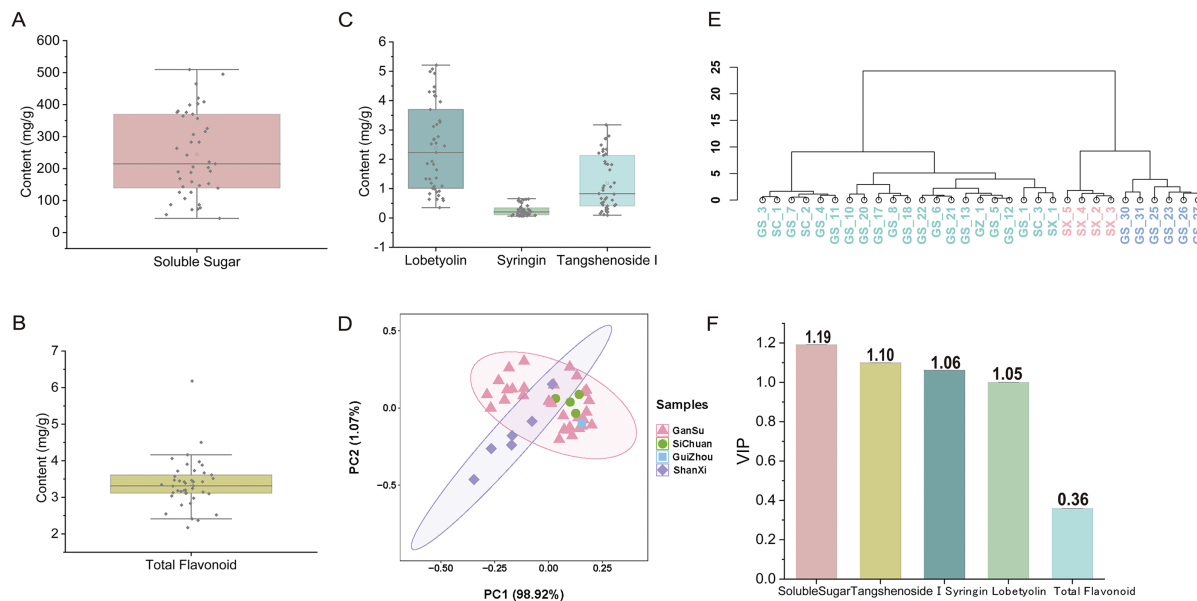 A
600
500
400
300
200
100
0
Content (mg/g)
Soluble Sugar
B
7
6
5
4
3
2
Content (mg/g)
Total Flavonoid
C
6
5
4
3
2
1
0
-1
Content (mg/g)
Lobetyolin Syringin Tangshenoside I
D
0.5
0.0
-0.5
PC2 (1.07%)
-0.50 -0.25 0.00 0.25
PC1 (98.92%)
Samples
GanSu
SiChuan
GuiZhou
ShanXi
E
25
20
15
10
5
0
GS_3
SC_1
GS_7
SC_2
GS_4
GS_11
GS_10
GS_20
GS_17
GS_8
GS_18
GS_22
GS_6
GS_21
GS_13
GZ_1
GS_5
GS_12
GS_1
SC_3
SX_1
SX_5
SX_4
SX_2
SX_3
GS_30
GS_31
GS_25
GS_23
GS_26
GS_27
F
1.2
1.0
0.8
0.6
0.4
0.2
0.0
VIP
1.19
1.10
1.06
1.05
0.36
SolubleSugar Tangshenoside I Syringin Lobetyolin Total Flavonoid